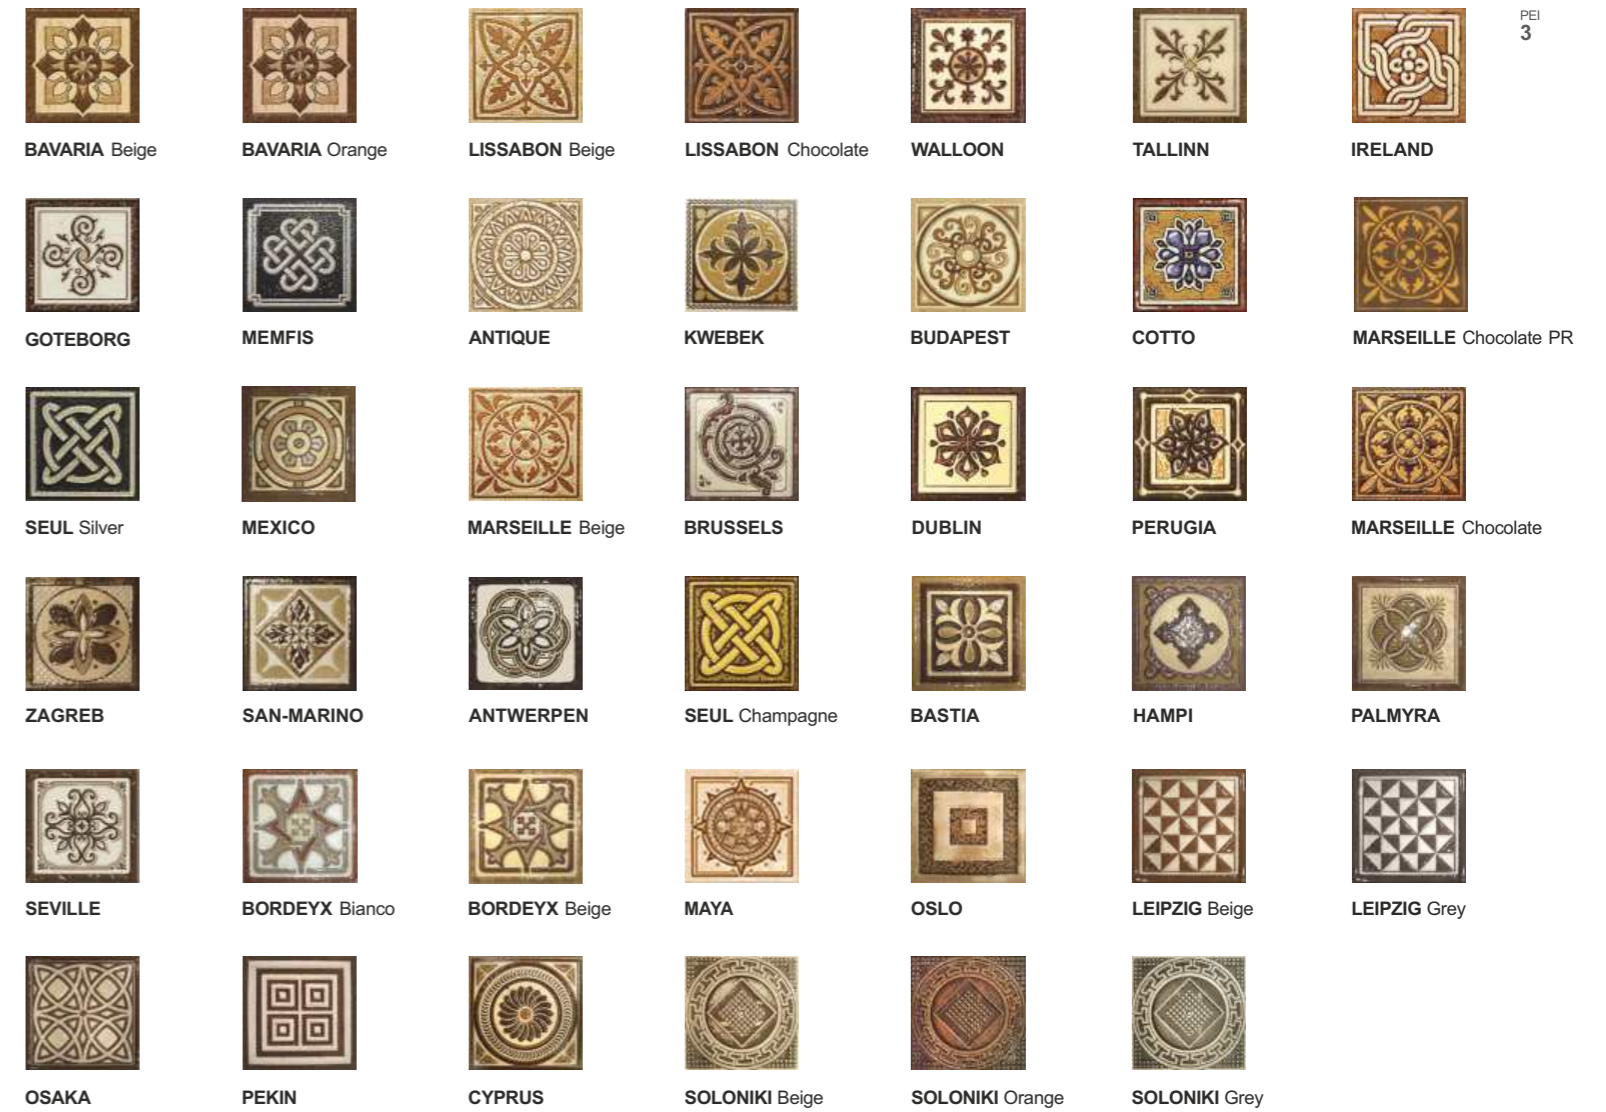 PEI
3
BAVARIA Beige
BAVARIA Orange
LISSABON Beige
LISSABON Chocolate
WALLOON
TALLINN
IRELAND
GOTEBORG
MEMFIS
ANTIQUE
KWEBEK
BUDAPEST
COTTO
MARSEILLE Chocolate PR
SEUL Silver
MEXICO
MARSEILLE Beige
BRUSSELS
DUBLIN
PERUGIA
MARSEILLE Chocolate
ZAGREB
SAN-MARINO
ANTWERPEN
SEUL Champagne
BASTIA
HAMPI
PALMYRA
SEVILLE
BORDEYX Bianco
BORDEYX Beige
MAYA
OSLO
LEIPZIG Beige
LEIPZIG Grey
OSAKA
PEKIN
CYPRUS
SOLONIKI Beige
SOLONIKI Orange
SOLONIKI Grey